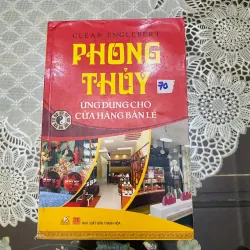 CLEAR ENGLEBERT
PHONG
THỦY
70
ỨNG DỤNG CHO
CỬA HÀNG BÁN LẺ